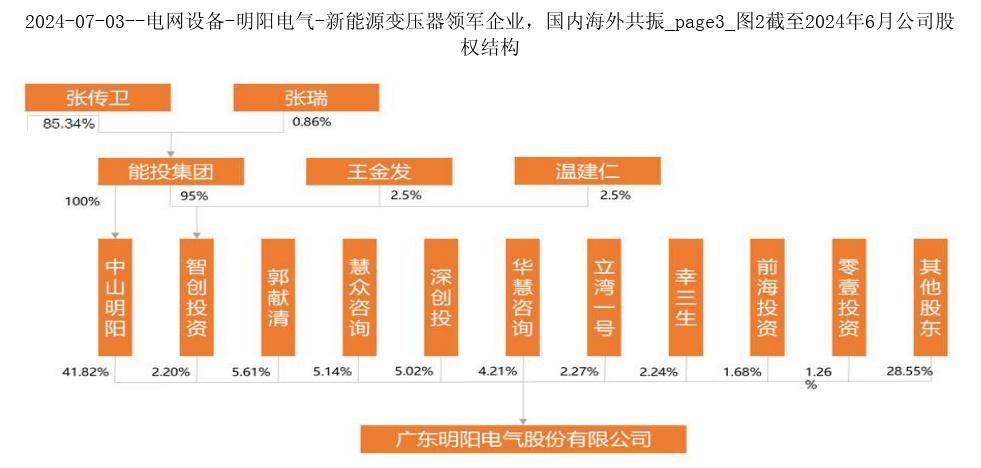 2024-07-03--电网设备-明阳电气-新能源变压器领军企业，国内海外共振_page3_图2截至2024年6月公司股
权结构
张传卫
张瑞
85.34%
0.86%
能投集团
王金发
温建仁
100%
95%
2.5%
2.5%
中山明阳
智创投资
郭献清
慧众咨询
深创投
华慧咨询
立湾一号
幸三生
前海投资
零壹投资
其他股东
41.82%
2.20%
5.61%
5.14%
5.02%
4.21%
2.27%
2.24%
1.68%
1.26
%
28.55%
广东明阳电气股份有限公司